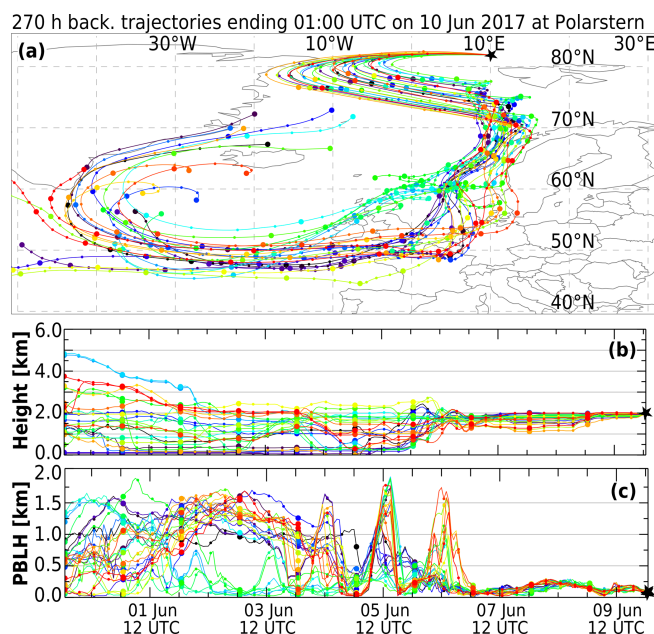 270 h back. trajectories ending 01:00 UTC on 10 Jun 2017 at Polarstern
(a) 30°W 10°W 10°E 30°E
80°N
70°N
60°N
50°N
40°N
6.0 (b)
4.0
2.0
0.0
Height [km]
2.0 (c)
1.5
1.0
0.5
0.0
PBLH [km]
01 Jun 03 Jun 05 Jun 07 Jun 09 Jun
12 UTC 12 UTC 12 UTC 12 UTC 12 UTC